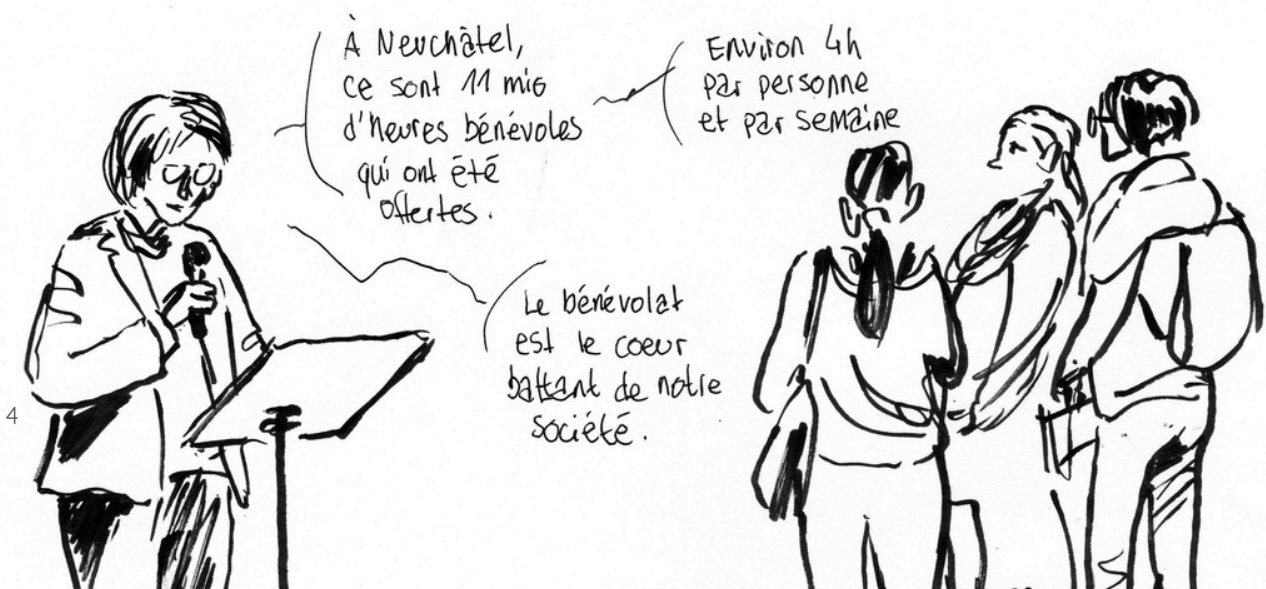 À Neuchâtel,
ce sont 11 mio
d'heures bénévoles
qui ont été
offertes.
Environ 4h
par personne
et par semaine
Le bénévolat
est le coeur
battant de notre
société.
4